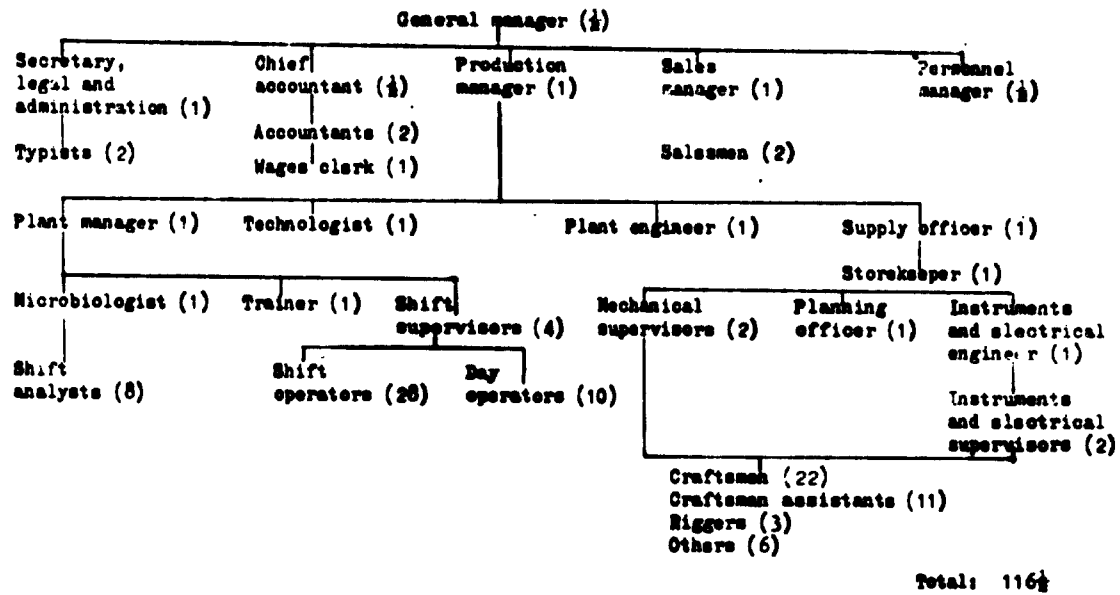 General manager (½)
Secretary, legal and administration (1)
Chief accountant (½)
Production manager (1)
Sales manager (1)
Personnel manager (½)
Typists (2)
Accountants (2)
Wages clerk (1)
Salesmen (2)
Plant manager (1)
Technologist (1)
Plant engineer (1)
Supply officer (1)
Storekeeper (1)
Microbiologist (1)
Trainer (1)
Shift supervisors (4)
Mechanical supervisors (2)
Planning officer (1)
Instruments and electrical engineer (1)
Shift analysts (8)
Shift operators (28)
Day operators (10)
Instruments and electrical supervisors (2)
Craftsmen (22)
Craftsman assistants (11)
Riggers (3)
Others (6)
Total: 116½